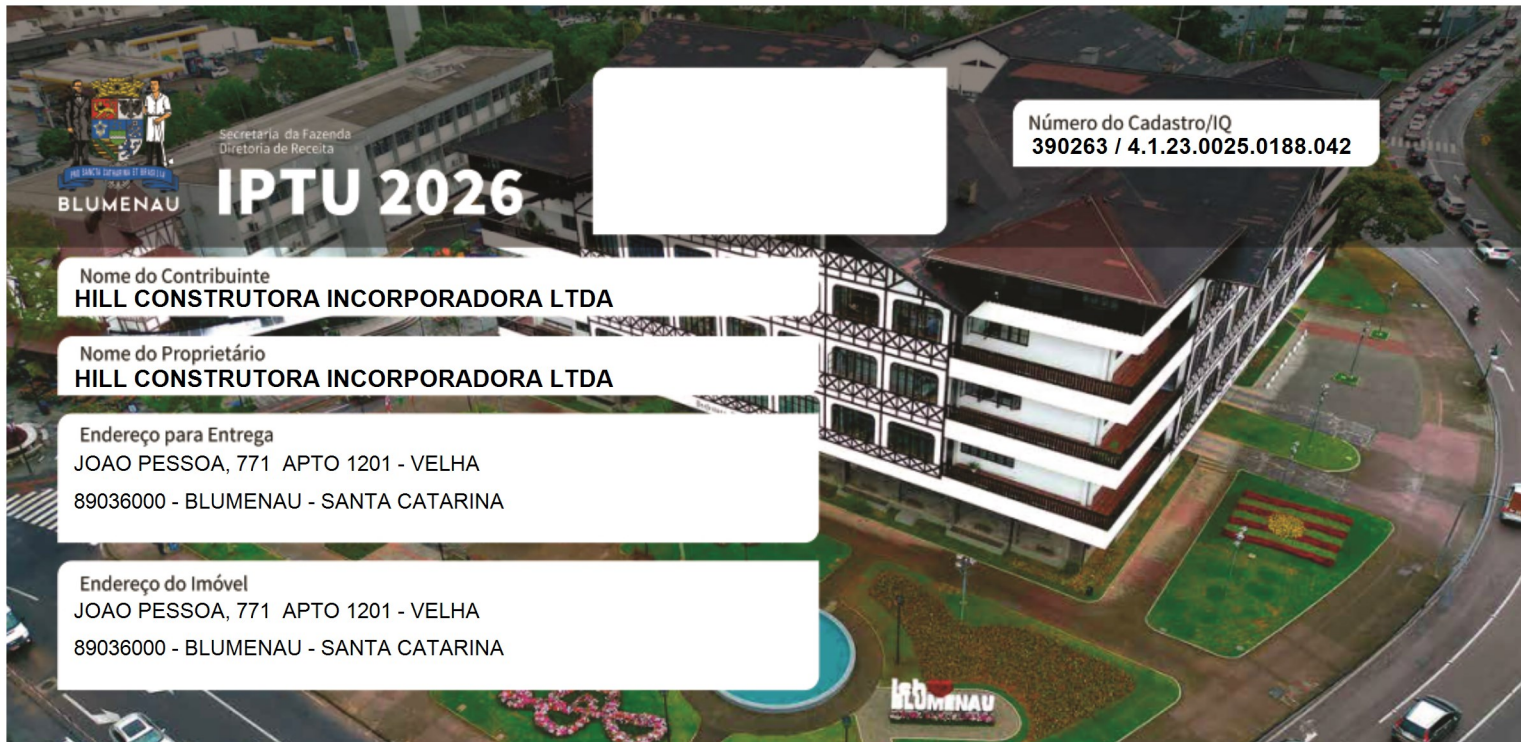 Secretaria da Fazenda
Diretoria de Receita
IPTU 2026
BLUMENAU
Número do Cadastro/IQ
390263 / 4.1.23.0025.0188.042
Nome do Contribuinte
HILL CONSTRUTORA INCORPORADORA LTDA
Nome do Proprietário
HILL CONSTRUTORA INCORPORADORA LTDA
Endereço para Entrega
JOAO PESSOA, 771 APTO 1201 - VELHA
89036000 - BLUMENAU - SANTA CATARINA
Endereço do Imóvel
JOAO PESSOA, 771 APTO 1201 - VELHA
89036000 - BLUMENAU - SANTA CATARINA
BLUMENAU